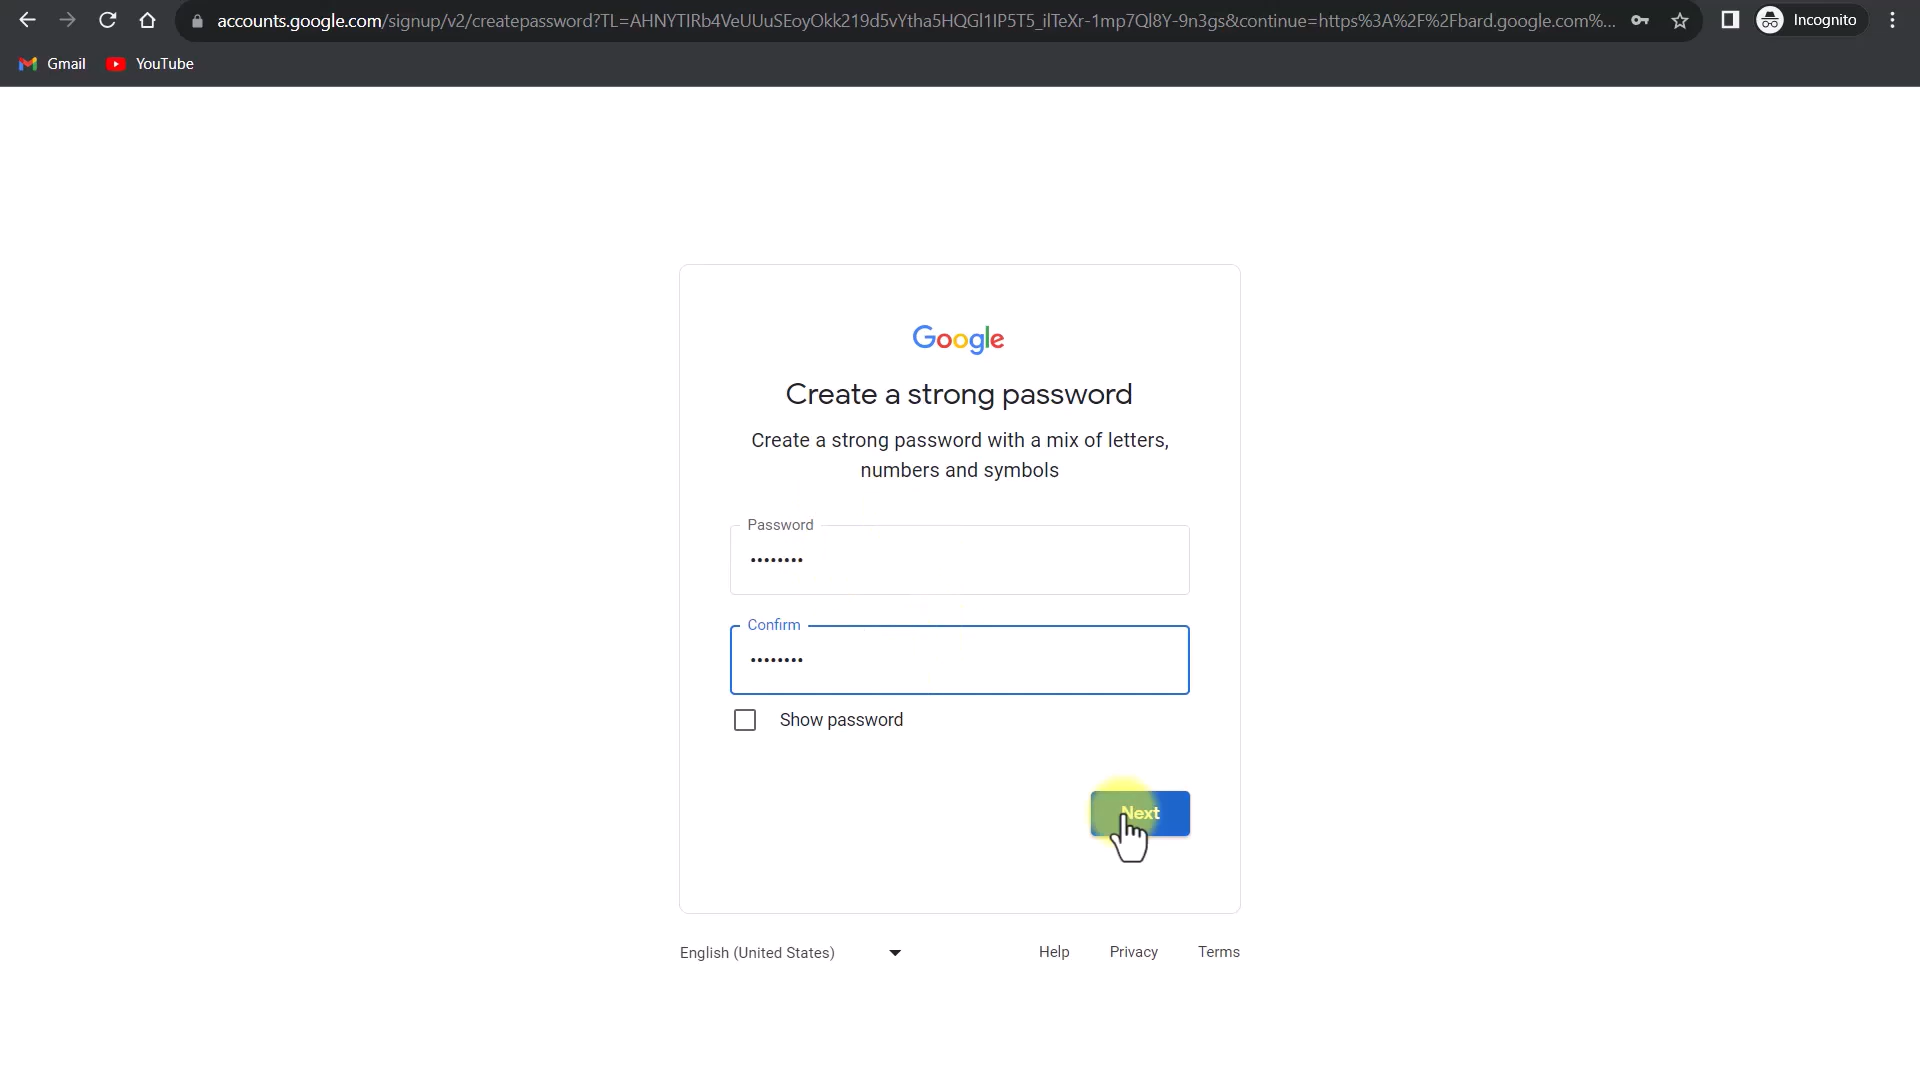 accounts.google.com/signup/v2/createpassword?TL=AHNYTIRb4VeUUuSEoyOkk219d5vYtha5HQGl1IP5T5_ilTeXr-1mp7Ql8Y-9n3gs&continue=https%3A%2F%2Fbard.google.com%...
Incognito
Gmail
YouTube
Google
Create a strong password
Create a strong password with a mix of letters,
numbers and symbols
Password
••••••••
Confirm
••••••••
Show password
Next
English (United States)
Help
Privacy
Terms